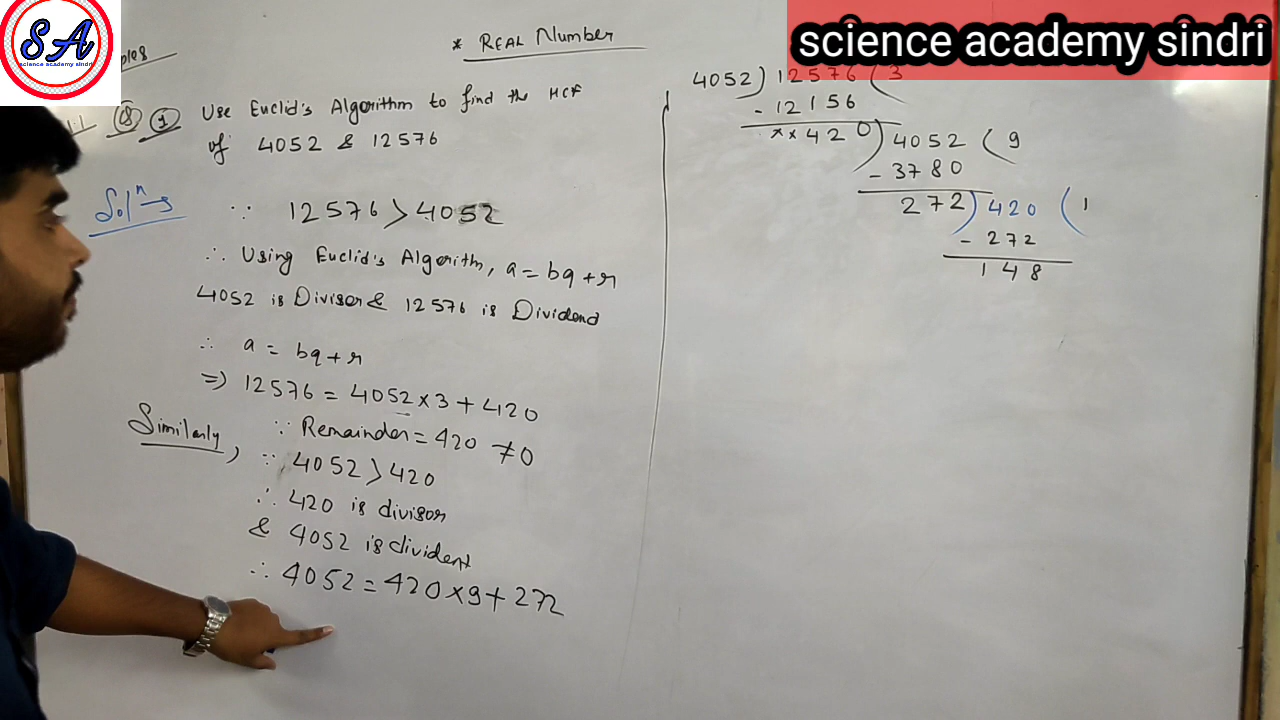 SA
science academy sindri
science academy sindri
* REAL Number
ples
1.1 Q 1 Use Euclid's Algorithm to find the HCF
of 4052 & 12576
Solⁿ→
∵ 12576 > 4052
∴ Using Euclid's Algorithm, a = bq + r
4052 is Divisor & 12576 is Dividend
∴ a = bq + r
⇒) 12576 = 4052 × 3 + 420
∵ Remainder = 420 ≠ 0
Similarly, ∵ 4052 > 420
∴ 420 is divisor
& 4052 is divident
∴ 4052 = 420 × 9 + 272
4052 ) 12576 ( 3
- 12156
××420 ) 4052 ( 9
- 3780
272 ) 420 ( 1
- 272
148